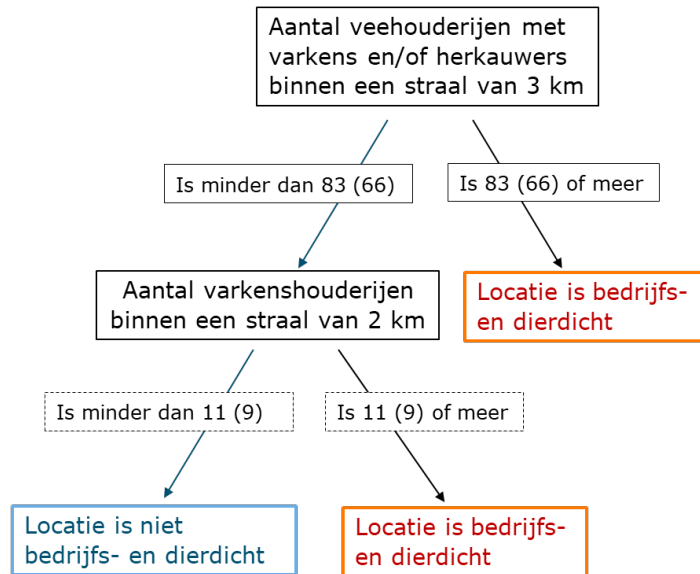 Aantal veehouderijen met
varkens en/of herkauwers
binnen een straal van 3 km
Is minder dan 83 (66)
Is 83 (66) of meer
Aantal varkenshouderijen
binnen een straal van 2 km
Locatie is bedrijfs-
en dierdicht
Is minder dan 11 (9)
Is 11 (9) of meer
Locatie is niet
bedrijfs- en dierdicht
Locatie is bedrijfs-
en dierdicht